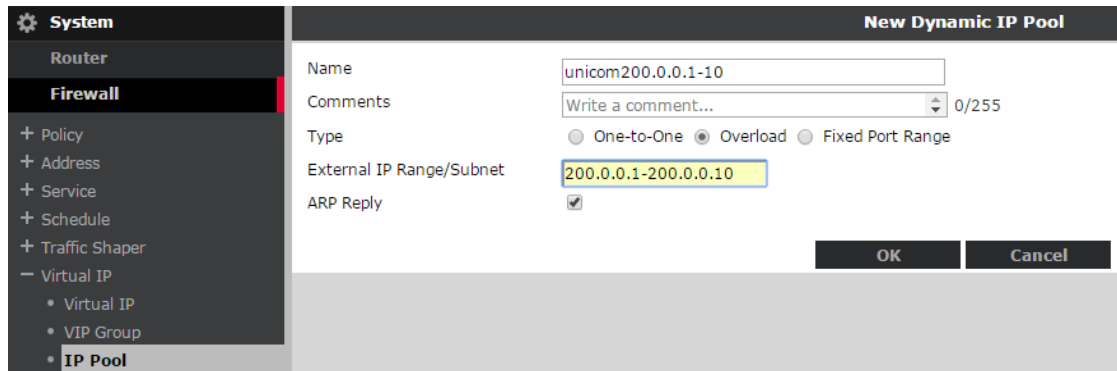 System
Router
Firewall
+ Policy
+ Address
+ Service
+ Schedule
+ Traffic Shaper
− Virtual IP
• Virtual IP
• VIP Group
• IP Pool
New Dynamic IP Pool
Name unicom200.0.0.1-10
Comments Write a comment... 0/255
Type One-to-One Overload Fixed Port Range
External IP Range/Subnet 200.0.0.1-200.0.0.10
ARP Reply
OK Cancel